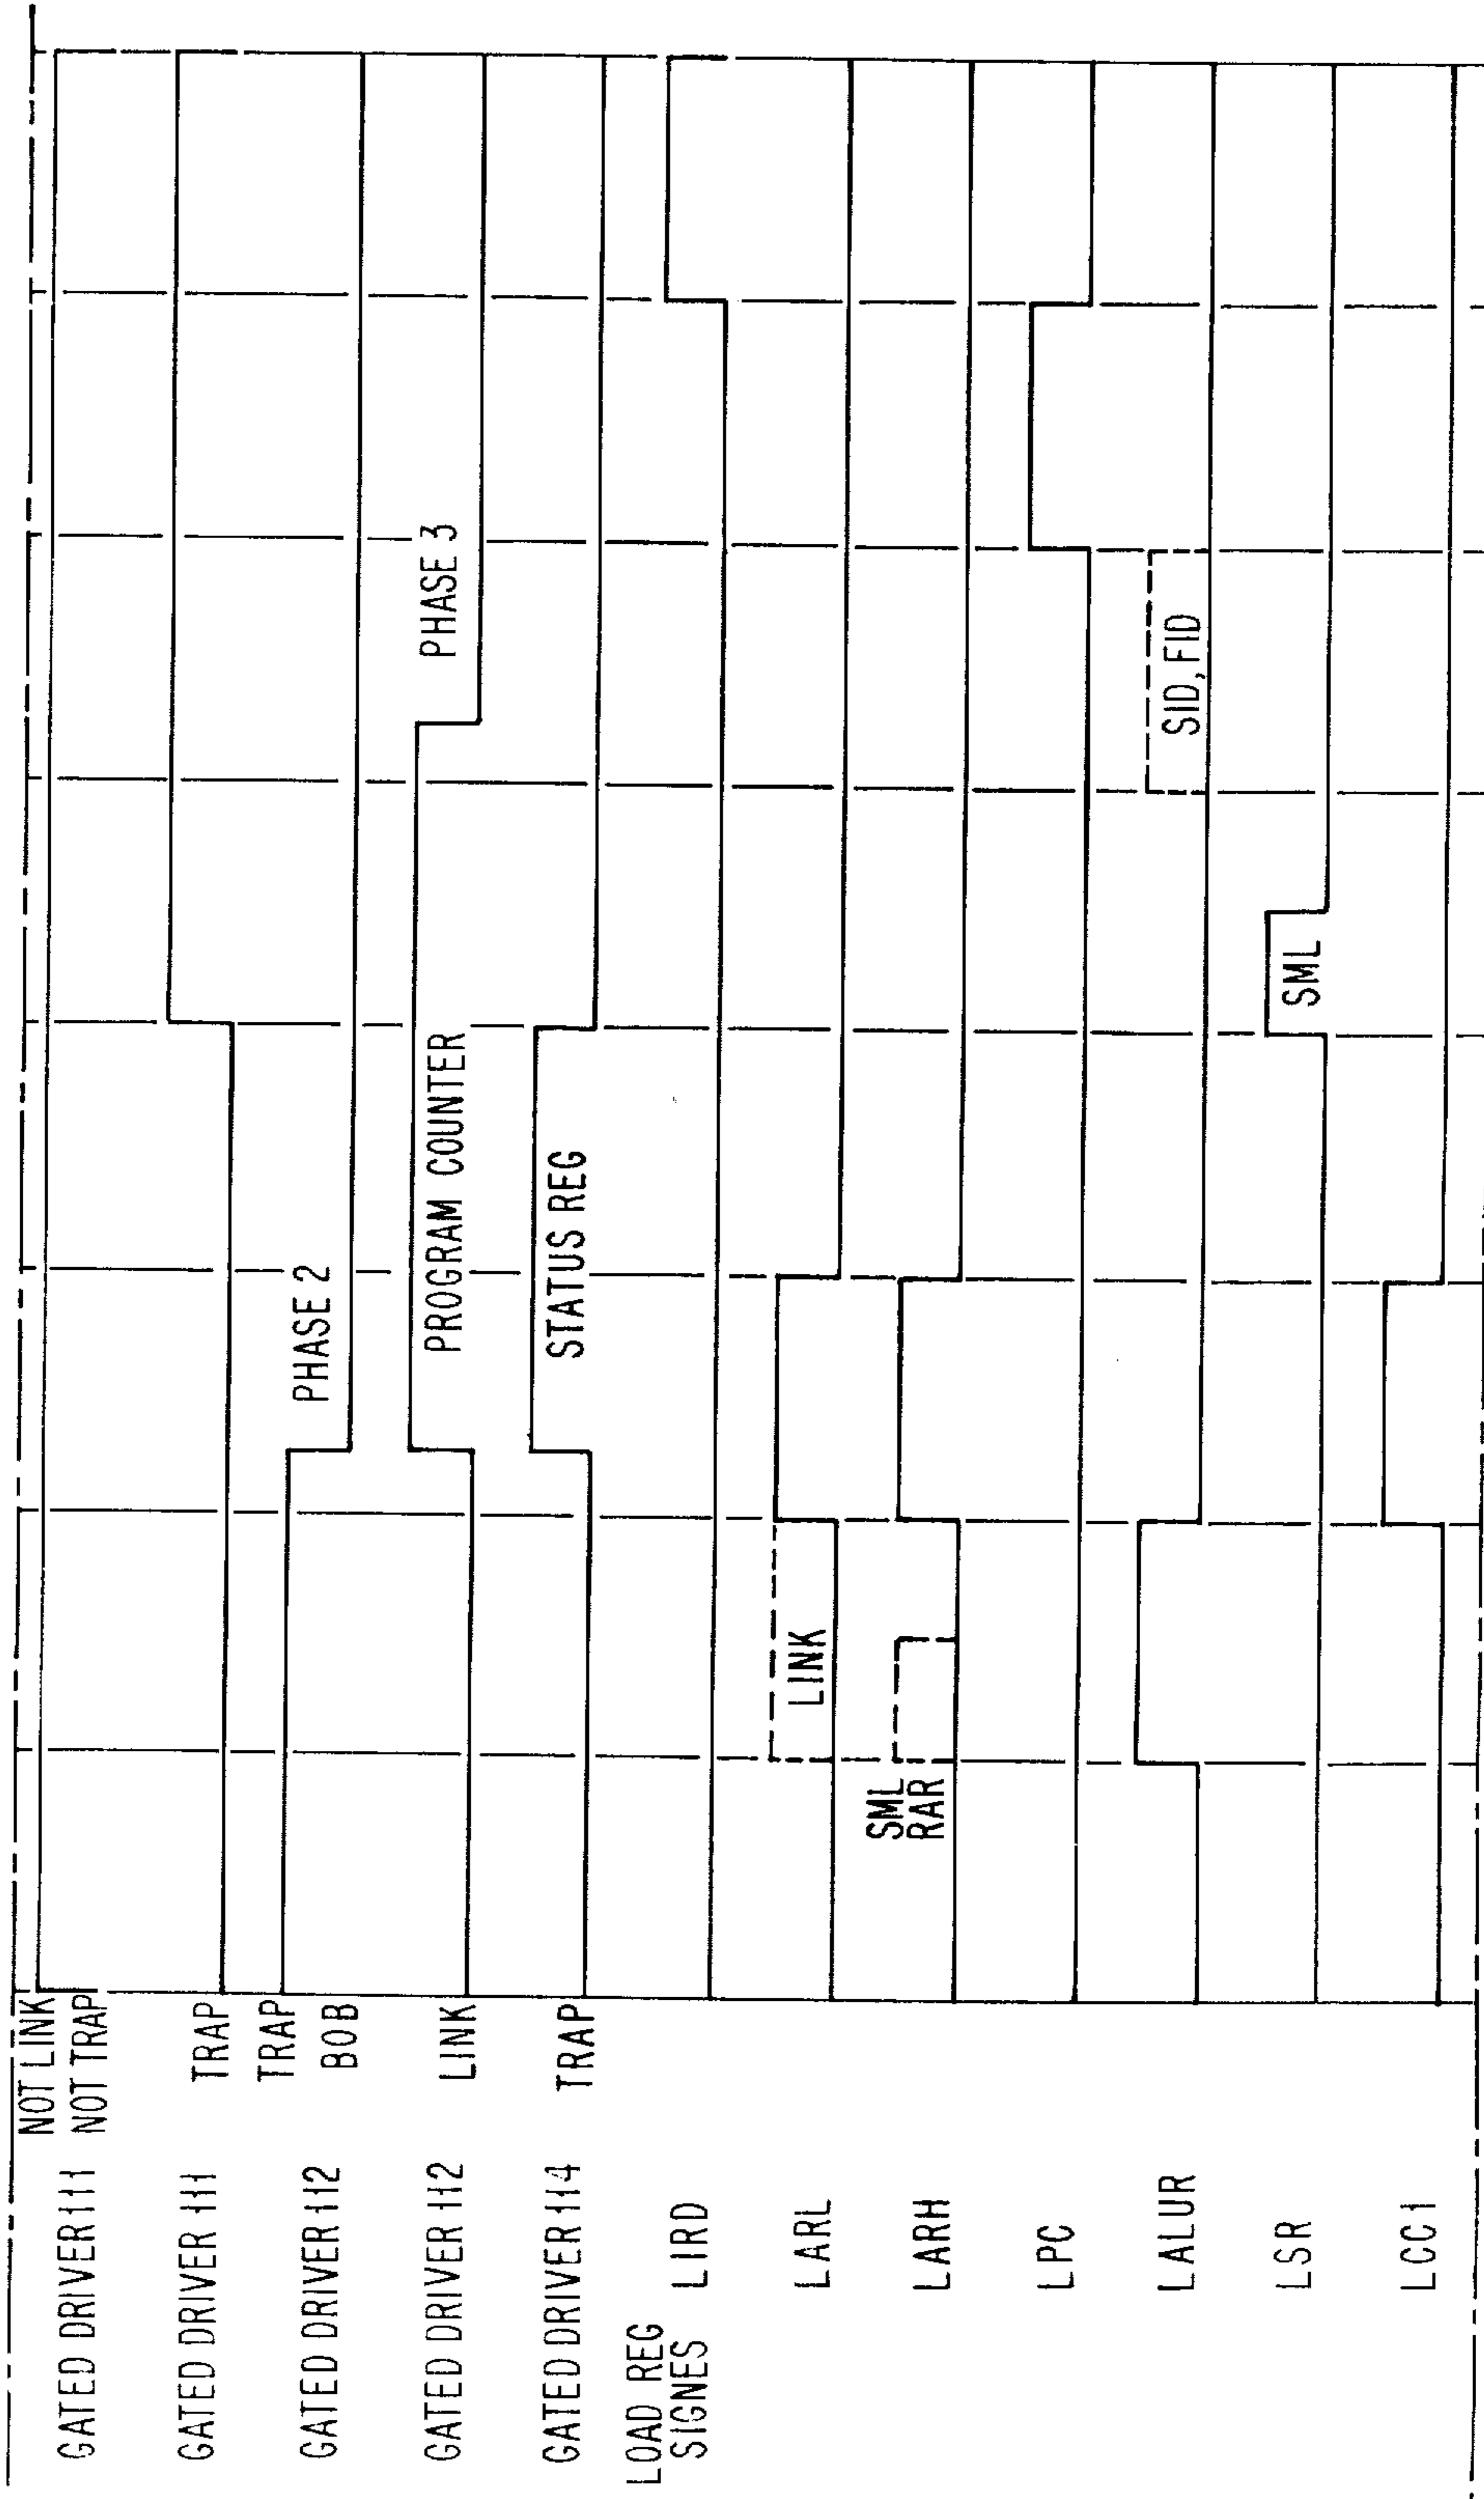 NOT LINK
GATED DRIVER 111 NOT TRAP
GATED DRIVER 111 TRAP
TRAP
GATED DRIVER 112 BOB PHASE 2
GATED DRIVER 112 LINK PROGRAM COUNTER PHASE 3
GATED DRIVER 114 TRAP STATUS REG
LOAD REG
SIGNES LIRD
LARL LINK
SML
LARH RAR
LPC
LALUR SID, FID
LSR SML
LCC1